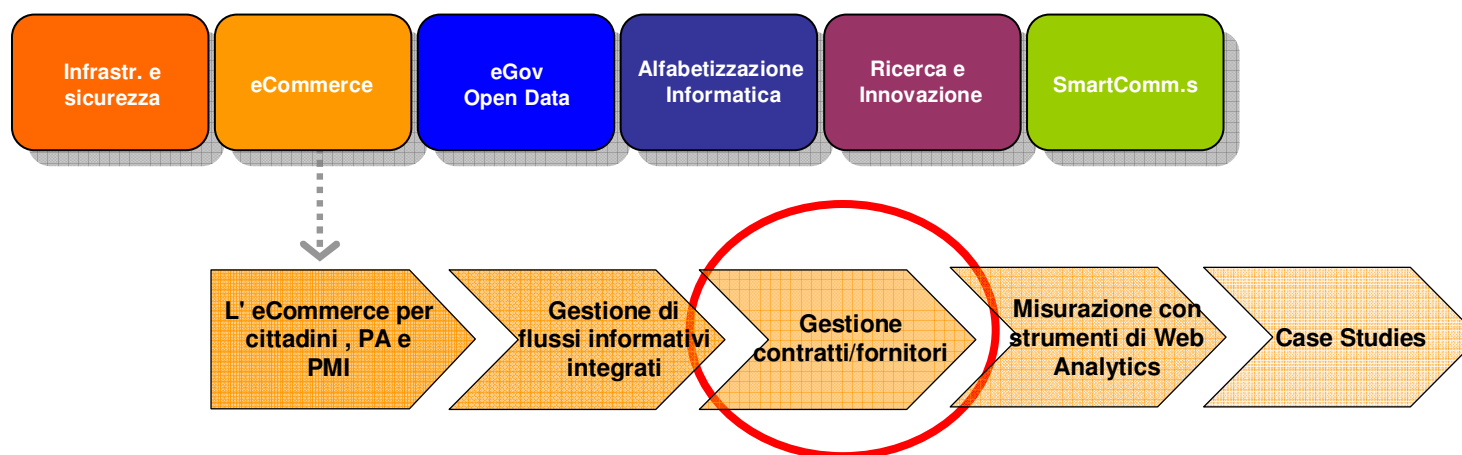 Infrastr. e
sicurezza
eCommerce
eGov
Open Data
Alfabetizzazione
Informatica
Ricerca e
Innovazione
SmartComm.s
L' eCommerce per
cittadini , PA e
PMI
Gestione di
flussi informativi
integrati
Gestione
contratti/fornitori
Misurazione con
strumenti di Web
Analytics
Case Studies